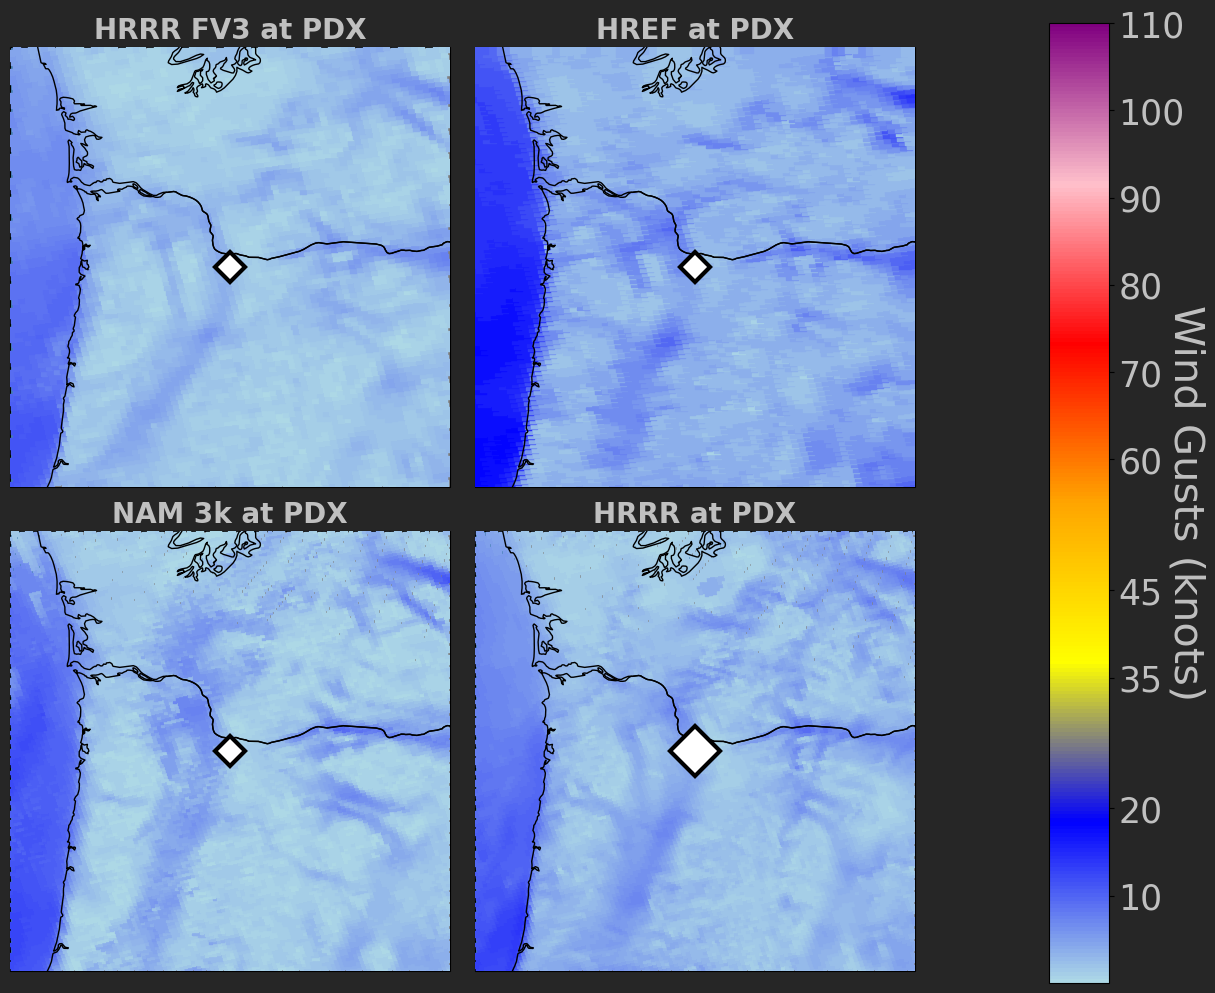 HRRR FV3 at PDX
HREF at PDX
NAM 3k at PDX
HRRR at PDX
110
100
90
80
70
60
45
35
20
10
Wind Gusts (knots)